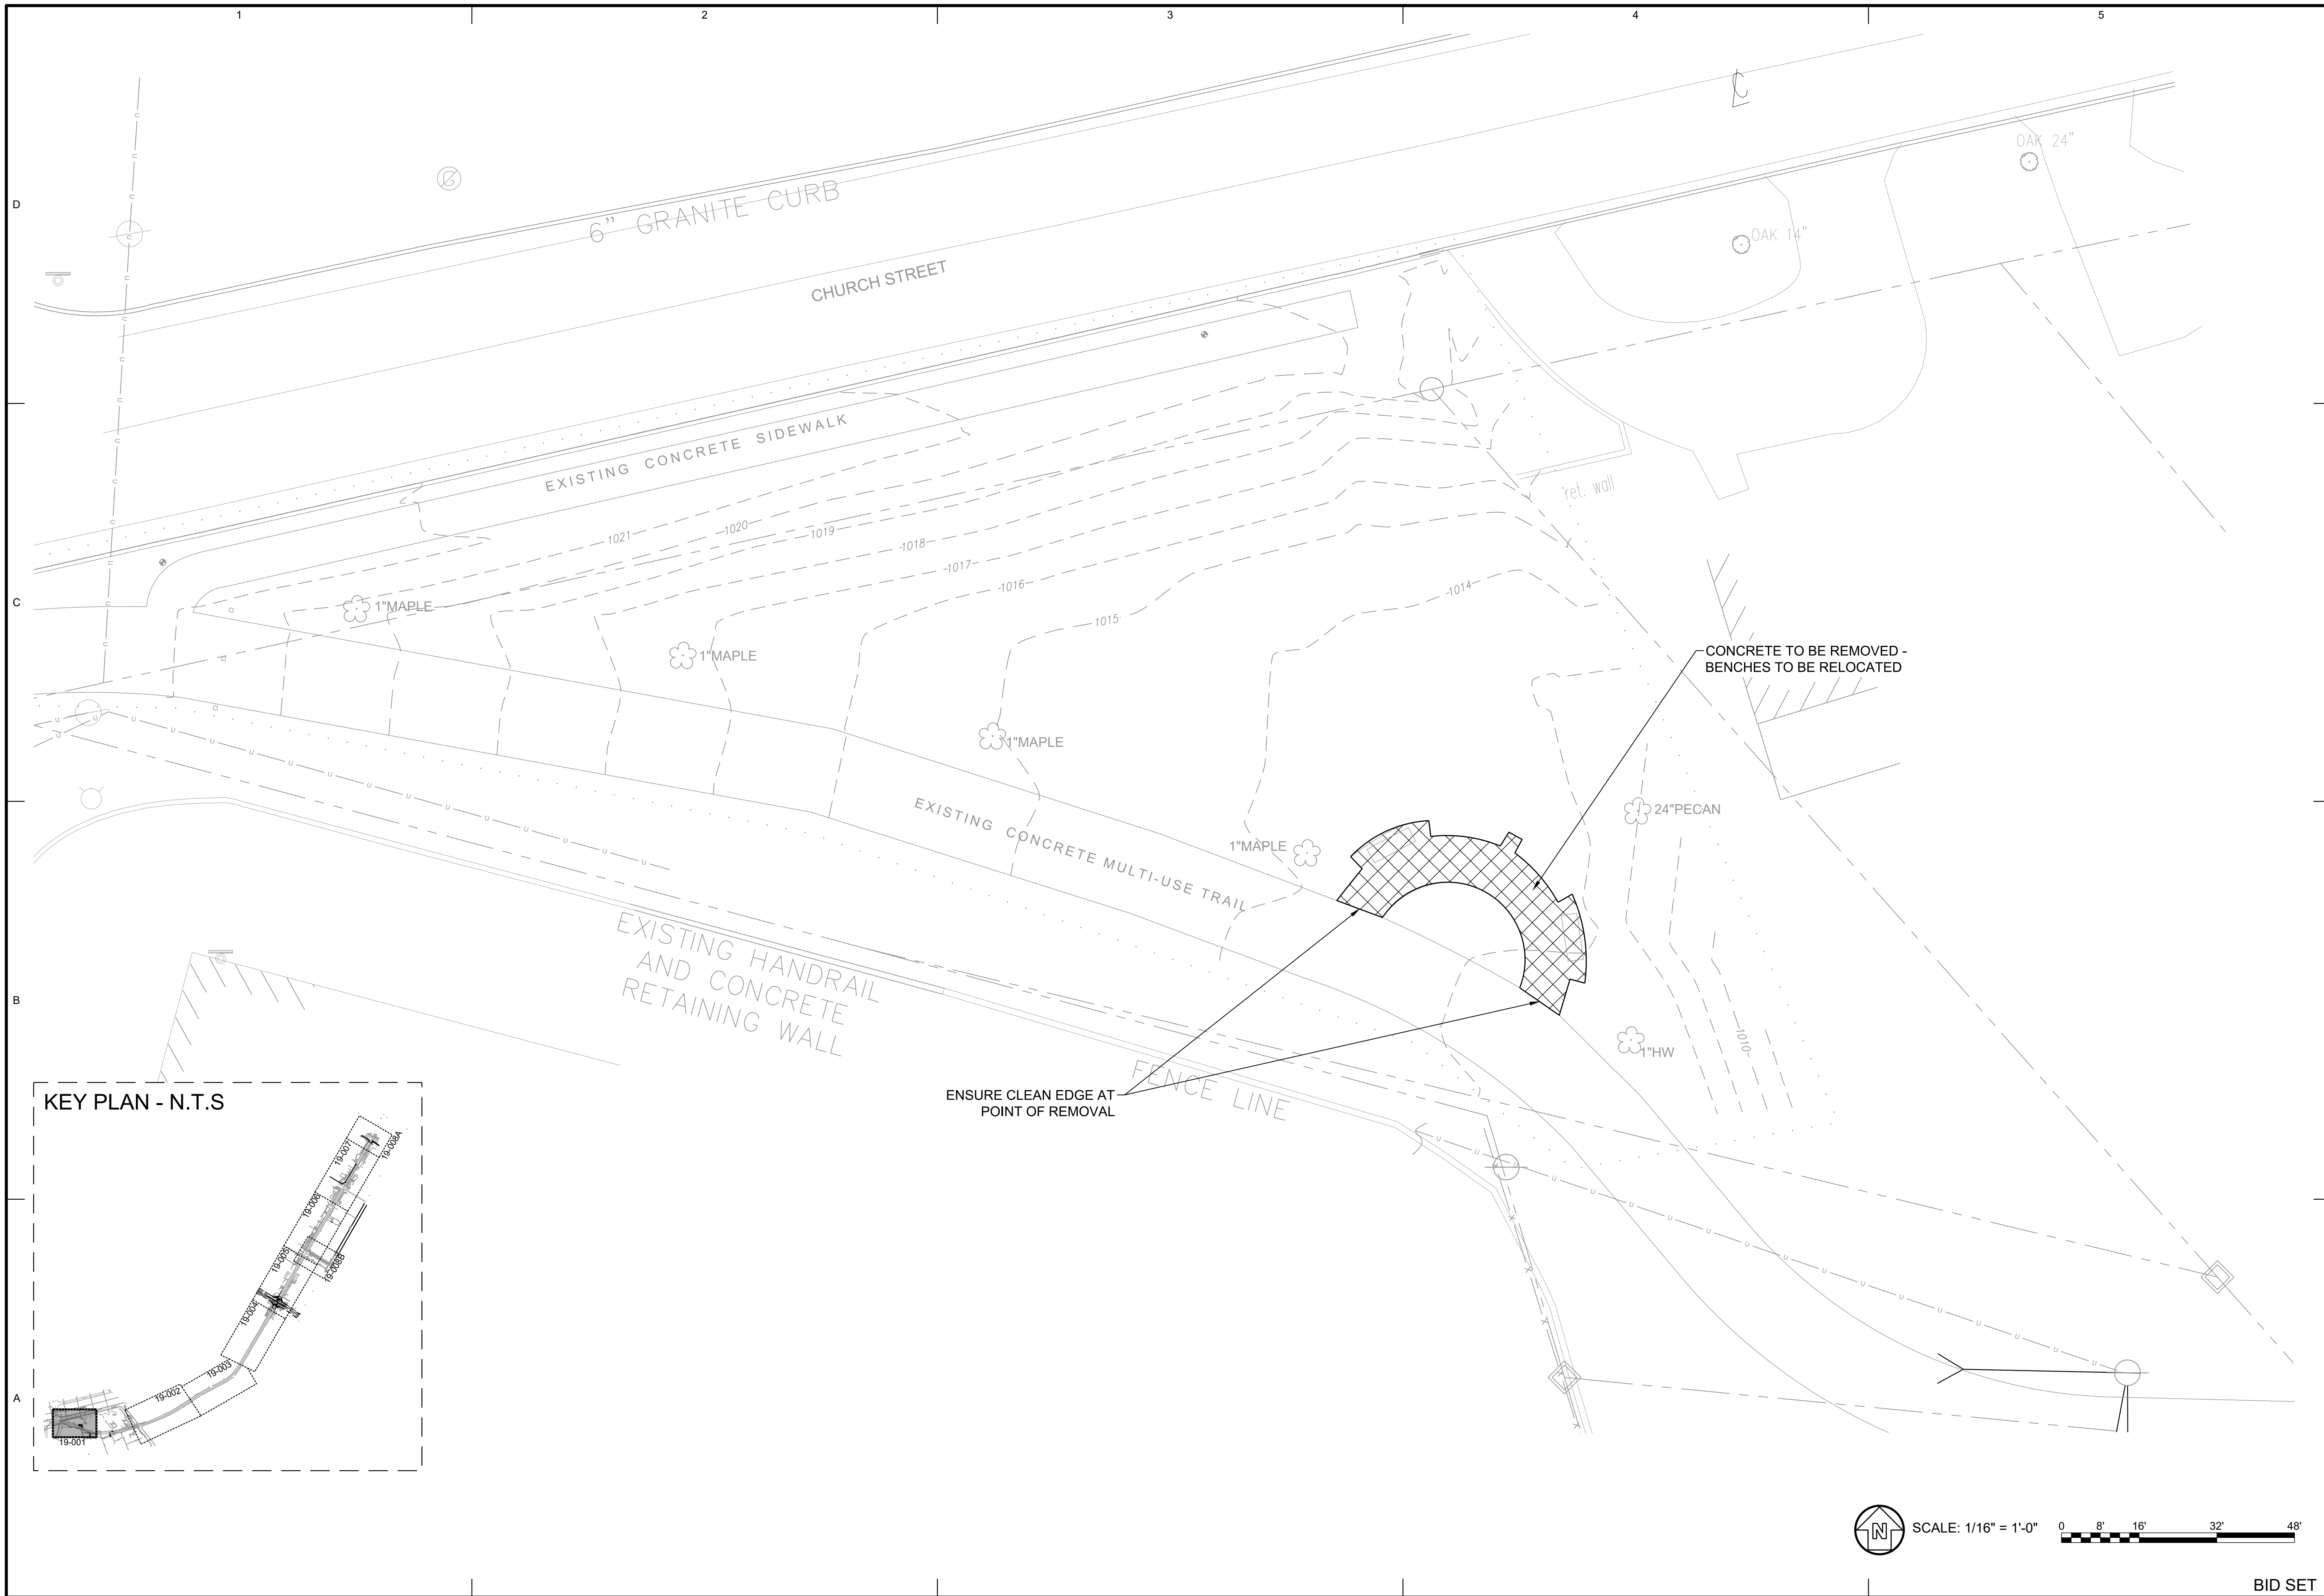 1 2 3 4 5
D
C
B
A
OAK 24"
OAK 14"
6" GRANITE CURB
CHURCH STREET
EXISTING CONCRETE SIDEWALK
ret. wall
1021
1020
1019
1018
1017
1016
1015
1014
1"MAPLE
1"MAPLE
1"MAPLE
1"MAPLE
CONCRETE TO BE REMOVED -
BENCHES TO BE RELOCATED
24"PECAN
EXISTING CONCRETE MULTI-USE TRAIL
EXISTING HANDRAIL
AND CONCRETE
RETAINING WALL
1"HW
1010
FENCE LINE
ENSURE CLEAN EDGE AT
POINT OF REMOVAL
KEY PLAN - N.T.S
19-008A
19-007
19-006
19-005
19-008B
19-004
19-003
19-002
19-001
N
SCALE: 1/16" = 1'-0"
0 8' 16' 32' 48'
BID SET